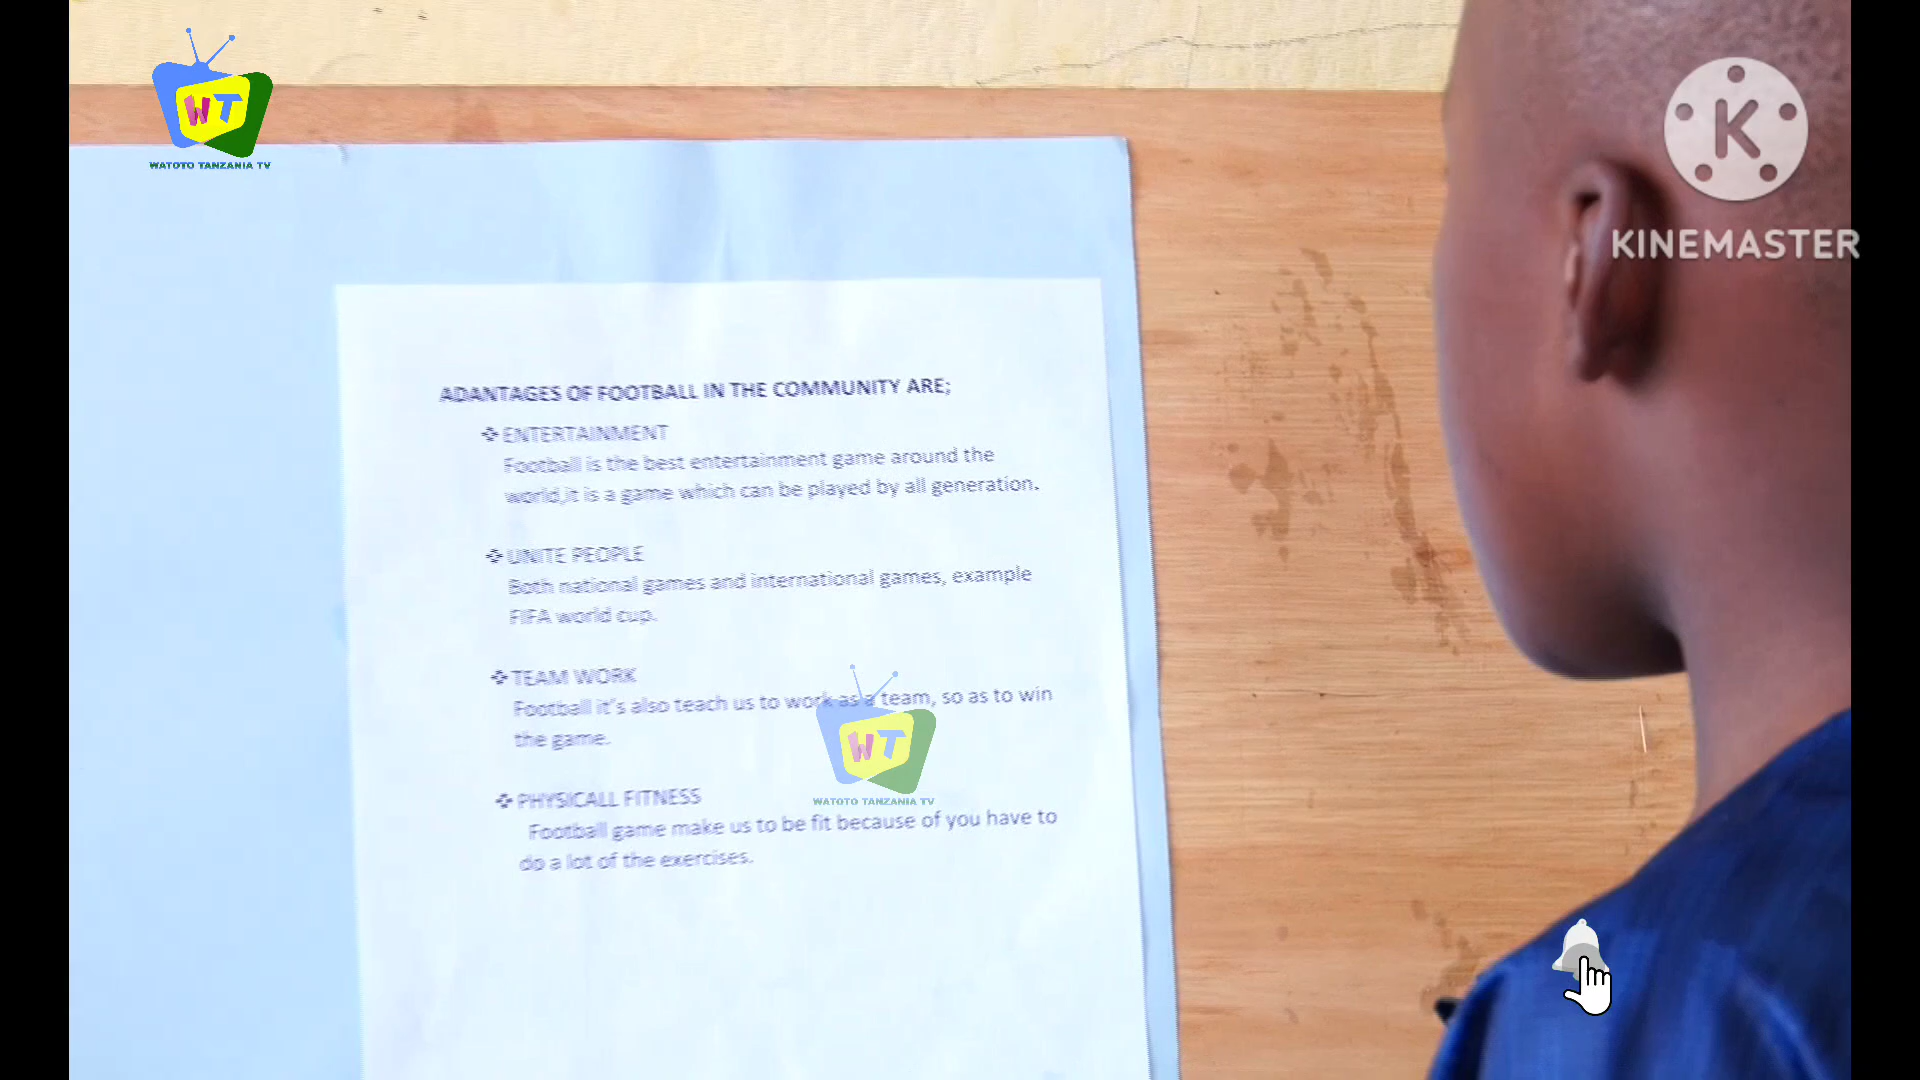 WT
WATOTO TANZANIA TV
K
KINEMASTER
ADANTAGES OF FOOTBALL IN THE COMMUNITY ARE;
ENTERTAINMENT
Football is the best entertainment game around the
world,it is a game which can be played by all generation.
UNITE PEOPLE
Both national games and international games, example
FIFA world cup.
TEAM WORK
Football it's also teach us to work as a team, so as to win
the game.
WT
WATOTO TANZANIA TV
PHYSICALL FITNESS
Football game make us to be fit because of you have to
do a lot of the exercises.